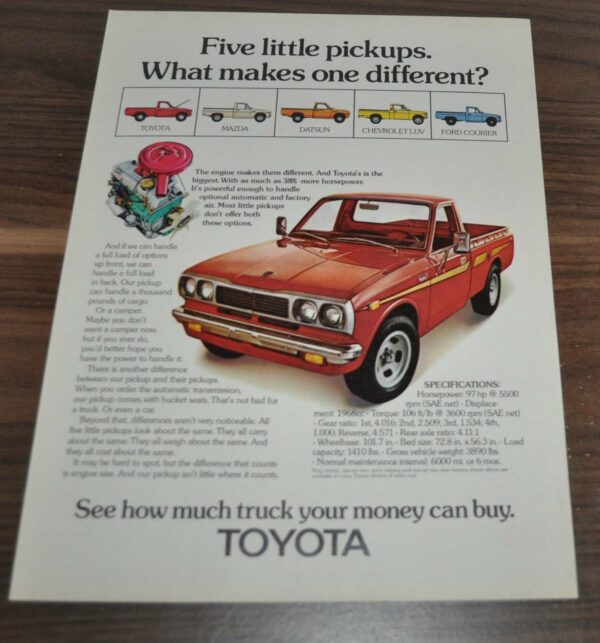 Five little pickups.
What makes one different?
TOYOTA
MAZDA
DATSUN
CHEVROLET LUV
FORD COURIER
The engine makes them different. And Toyota's is the
biggest. With as much as 38% more horsepower.
It's powerful enough to handle
optional automatic and factory
air. Most little pickups
don't offer both
these options.
And if we can handle
a full load of options
up front, we can
handle a full load
in back. Our pickup
can handle a thousand
pounds of cargo.
Or a camper.
Maybe you don't
want a camper now,
but if you ever do,
you'd better hope you
have the power to handle it.
There is another difference
between our pickup and their pickups.
When you order the automatic transmission,
our pickup comes with bucket seats. That's not bad for
a truck. Or even a car.
Beyond that, differences aren't very noticeable. All
five little pickups look about the same. They all carry
about the same. They all weigh about the same. And
they all cost about the same.
It may be hard to spot, but the difference that counts
is engine size. And our pickup isn't little where it counts.
SPECIFICATIONS:
Horsepower: 97 hp @ 5500
rpm (SAE net) - Displace-
ment: 1968cc - Torque: 106 ft/lb @ 3600 rpm (SAE net)
- Gear ratio: 1st, 4.016; 2nd, 2.509; 3rd, 1.534; 4th,
1.000; Reverse, 4.571 - Rear axle ratio: 4.11:1
- Wheelbase: 101.7 in. - Bed size: 72.8 in. x 56.3 in. - Load
capacity: 1410 lbs. - Gross vehicle weight: 3890 lbs.
- Normal maintenance interval: 6000 mi. or 6 mos.
See how much truck your money can buy.
TOYOTA